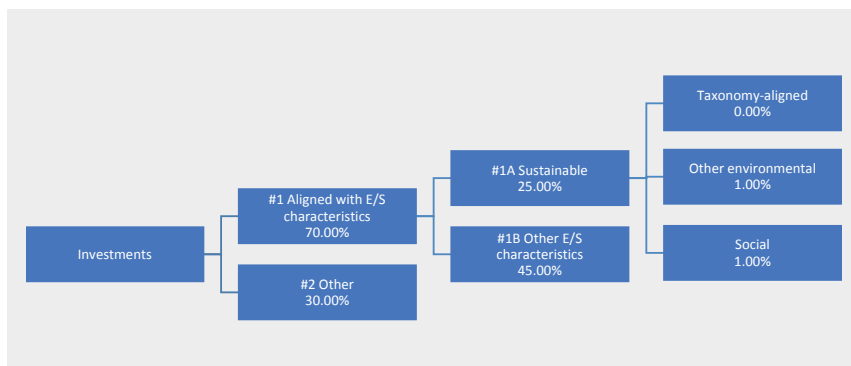 Investments
#1 Aligned with E/S
characteristics
70.00%
#2 Other
30.00%
#1A Sustainable
25.00%
#1B Other E/S
characteristics
45.00%
Taxonomy-aligned
0.00%
Other environmental
1.00%
Social
1.00%